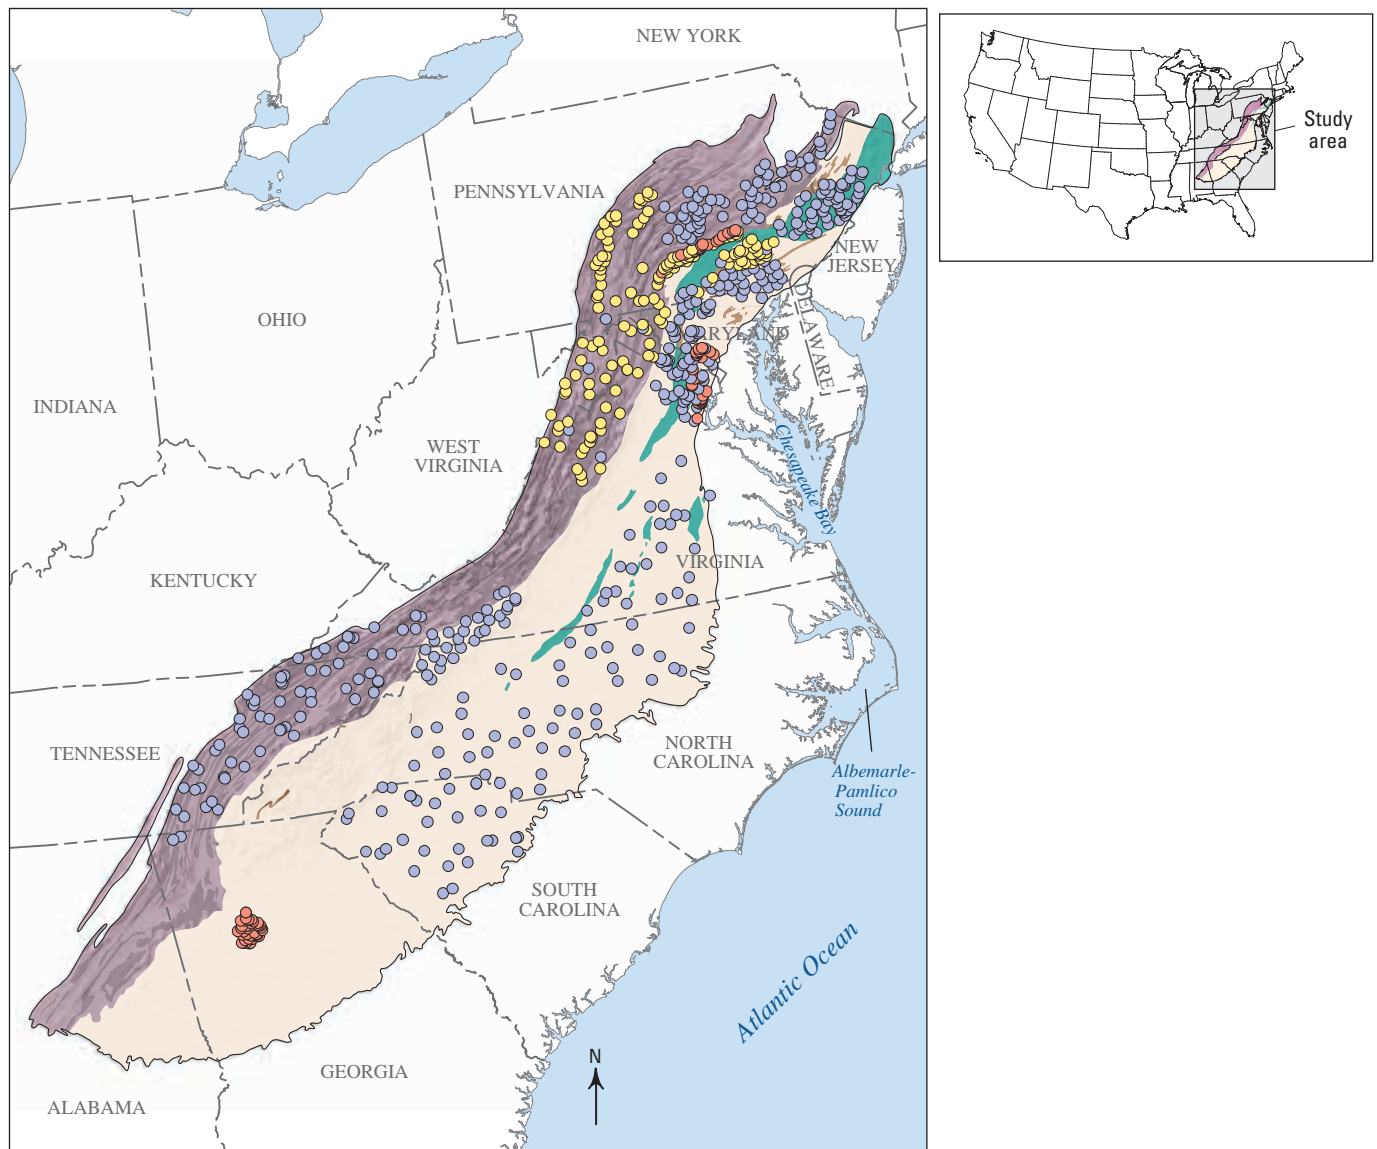 NEW YORK
PENNSYLVANIA
NEW
JERSEY
OHIO
MARYLAND
DELAWARE
INDIANA
WEST
VIRGINIA
Chesapeake Bay
KENTUCKY
VIRGINIA
TENNESSEE
NORTH
CAROLINA
Albemarle-
Pamlico
Sound
SOUTH
CAROLINA
Atlantic Ocean
GEORGIA
ALABAMA
N
Study
area